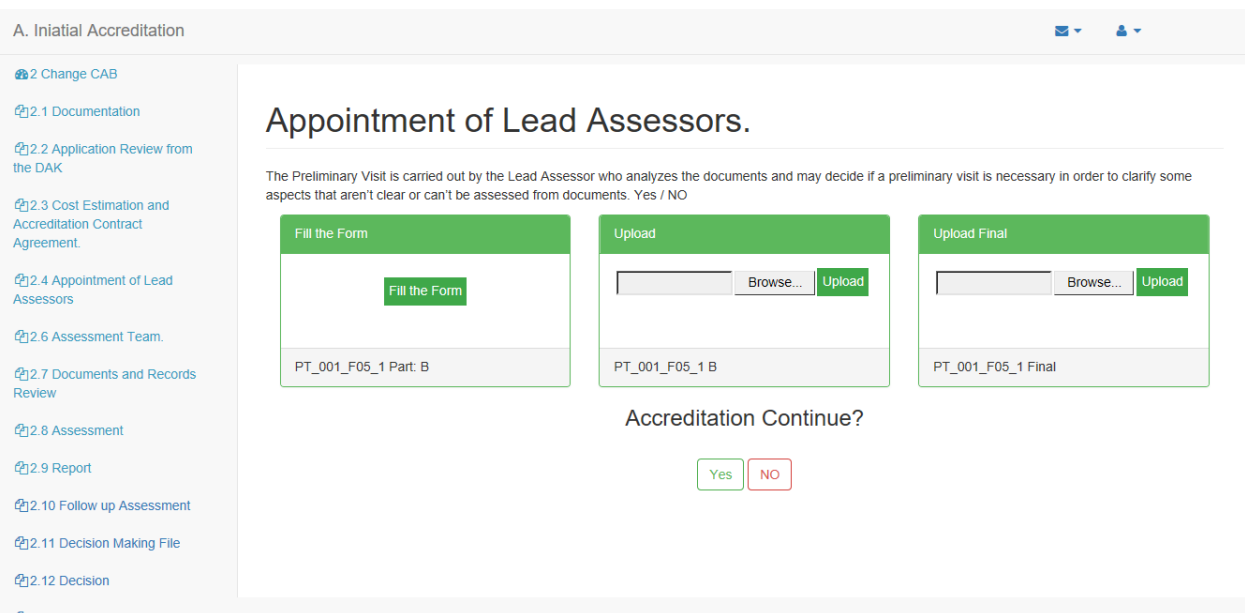 A. Iniatial Accreditation
2 Change CAB
2.1 Documentation
2.2 Application Review from
the DAK
2.3 Cost Estimation and
Accreditation Contract
Agreement.
2.4 Appointment of Lead
Assessors
2.6 Assessment Team.
2.7 Documents and Records
Review
2.8 Assessment
2.9 Report
2.10 Follow up Assessment
2.11 Decision Making File
2.12 Decision
Appointment of Lead Assessors.
The Preliminary Visit is carried out by the Lead Assessor who analyzes the documents and may decide if a preliminary visit is necessary in order to clarify some
aspects that aren't clear or can't be assessed from documents. Yes / NO
Fill the Form
Fill the Form
PT_001_F05_1 Part: B
Upload
Browse... Upload
PT_001_F05_1 B
Upload Final
Browse... Upload
PT_001_F05_1 Final
Accreditation Continue?
Yes NO